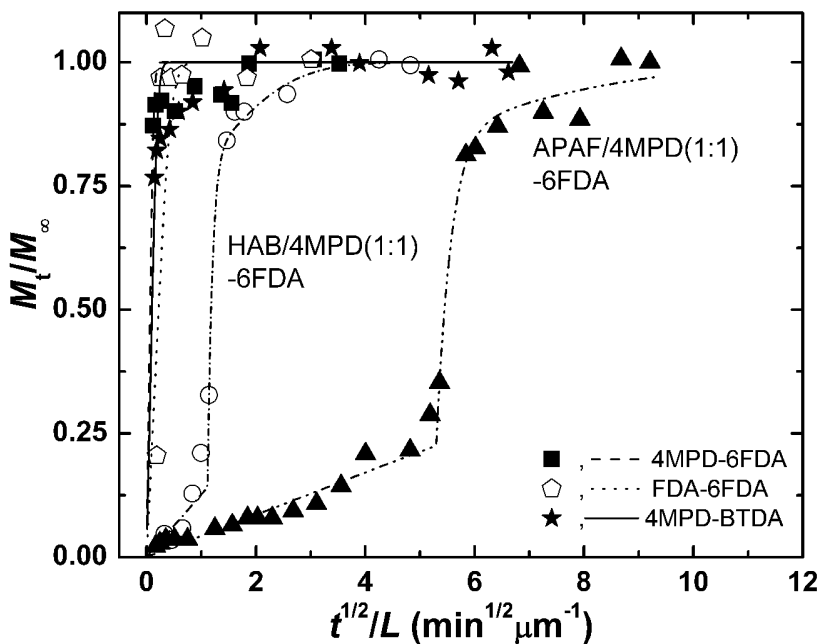 1.00
0.75
0.50
0.25
0.00
M_t/M_∞
APAF/4MPD(1:1)
-6FDA
HAB/4MPD(1:1)
-6FDA
, 4MPD-6FDA
, FDA-6FDA
, 4MPD-BTDA
0 2 4 6 8 10 12
t^{1/2}/L (min^{1/2}μm^{-1})